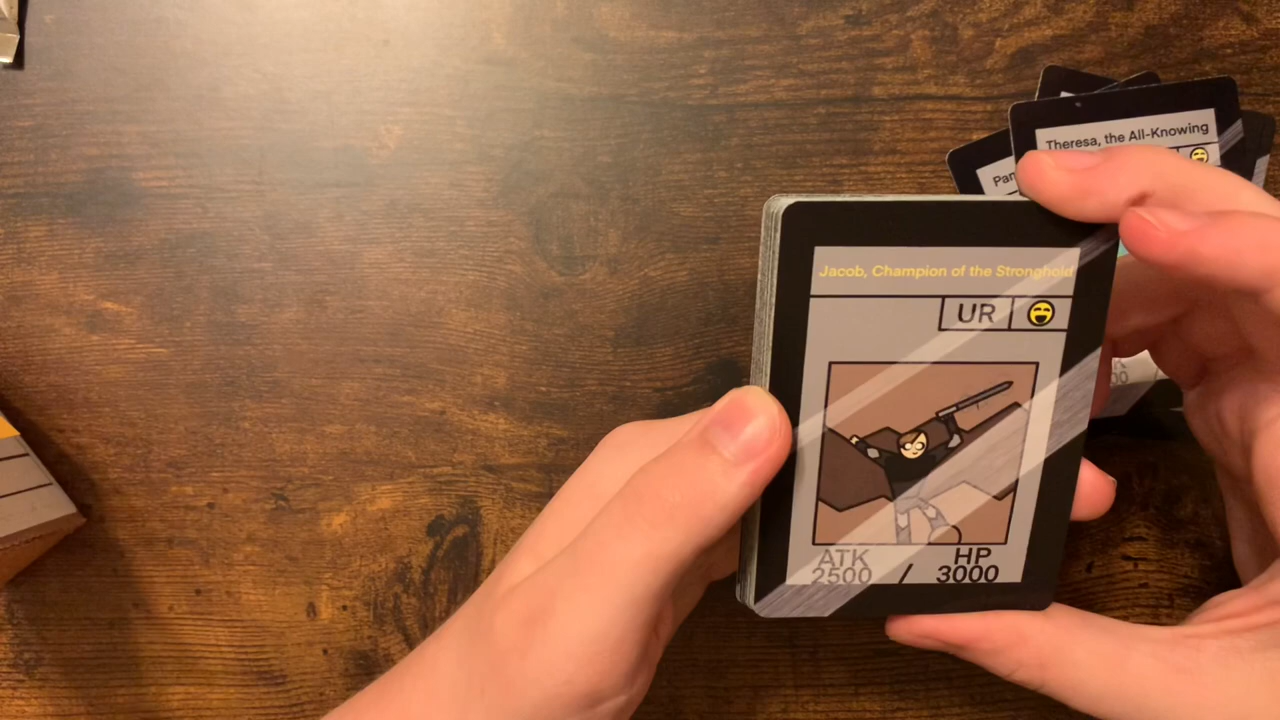 Theresa, the All-Knowing
Jacob, Champion of the Stronghold
UR
ATK
2500 / HP
3000